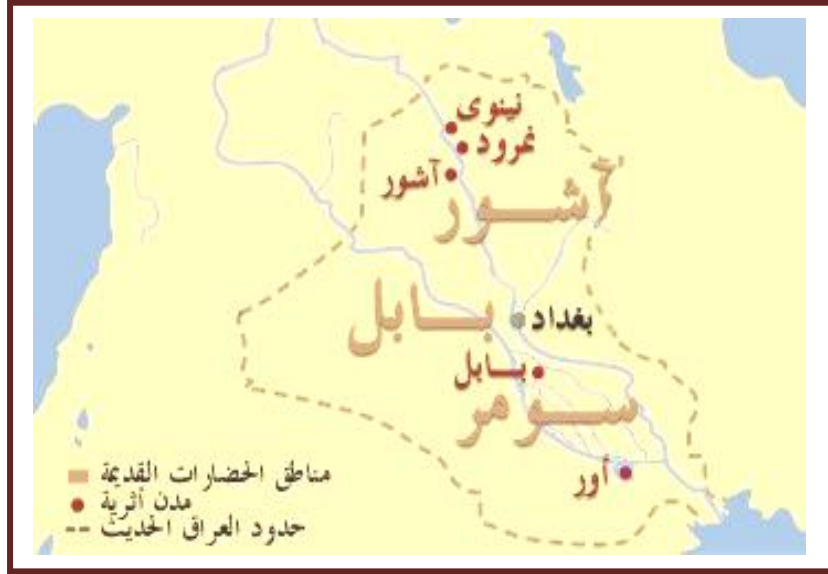 نينوى
نمرود
آشور
آشور
بابل
بغداد
بابل
سومر
أور
مناطق الحضارات القديمة
مدن أثرية
حدود العراق الحديث